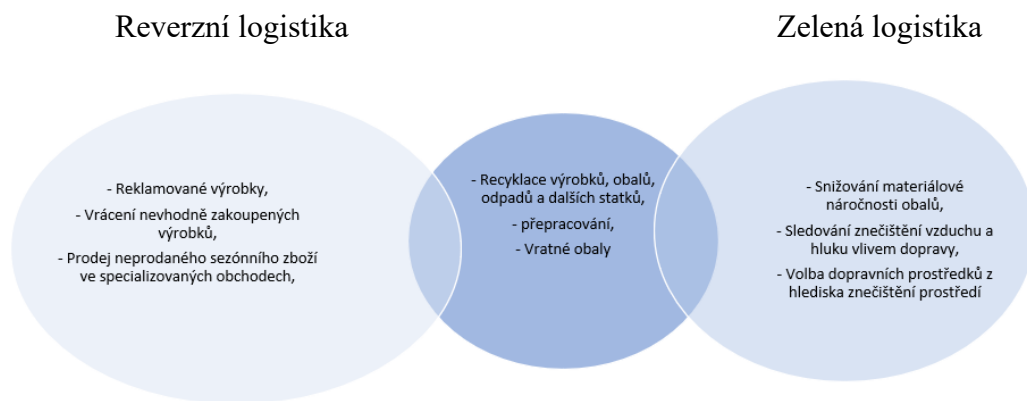 Reverzní logistika
Zelená logistika
- Reklamované výrobky,
- Vrácení nevhodně zakoupených
výrobků,
- Prodej neprodaného sezónního zboží
ve specializovaných obchodech,
- Recyklace výrobků, obalů,
odpadů a dalších statků,
- přepracování,
- Vratné obaly
- Snižování materiálové
náročnosti obalů,
- Sledování znečištění vzduchu a
hluku vlivem dopravy,
- Volba dopravních prostředků z
hlediska znečištění prostředí